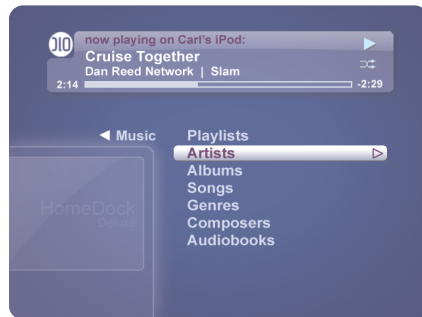 now playing on Carl's iPod:
Cruise Together
Dan Reed Network | Slam
2:14 -2:29
Music
Playlists
Artists
Albums
Songs
Genres
Composers
Audiobooks
HomeDock
Deluxe